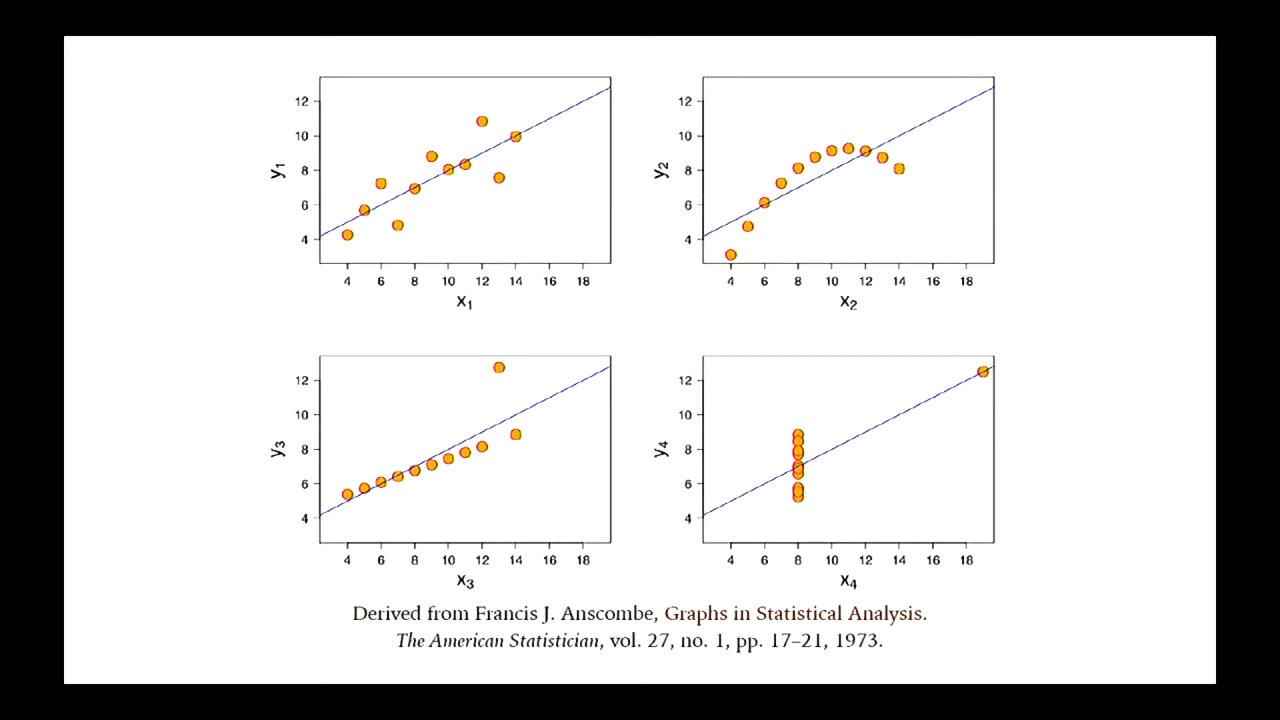 12
10
8
6
4
y1
4 6 8 10 12 14 16 18
x1
12
10
8
6
4
y2
4 6 8 10 12 14 16 18
x2
12
10
8
6
4
y3
4 6 8 10 12 14 16 18
x3
12
10
8
6
4
y4
4 6 8 10 12 14 16 18
x4
Derived from Francis J. Anscombe, Graphs in Statistical Analysis.
The American Statistician, vol. 27, no. 1, pp. 17–21, 1973.